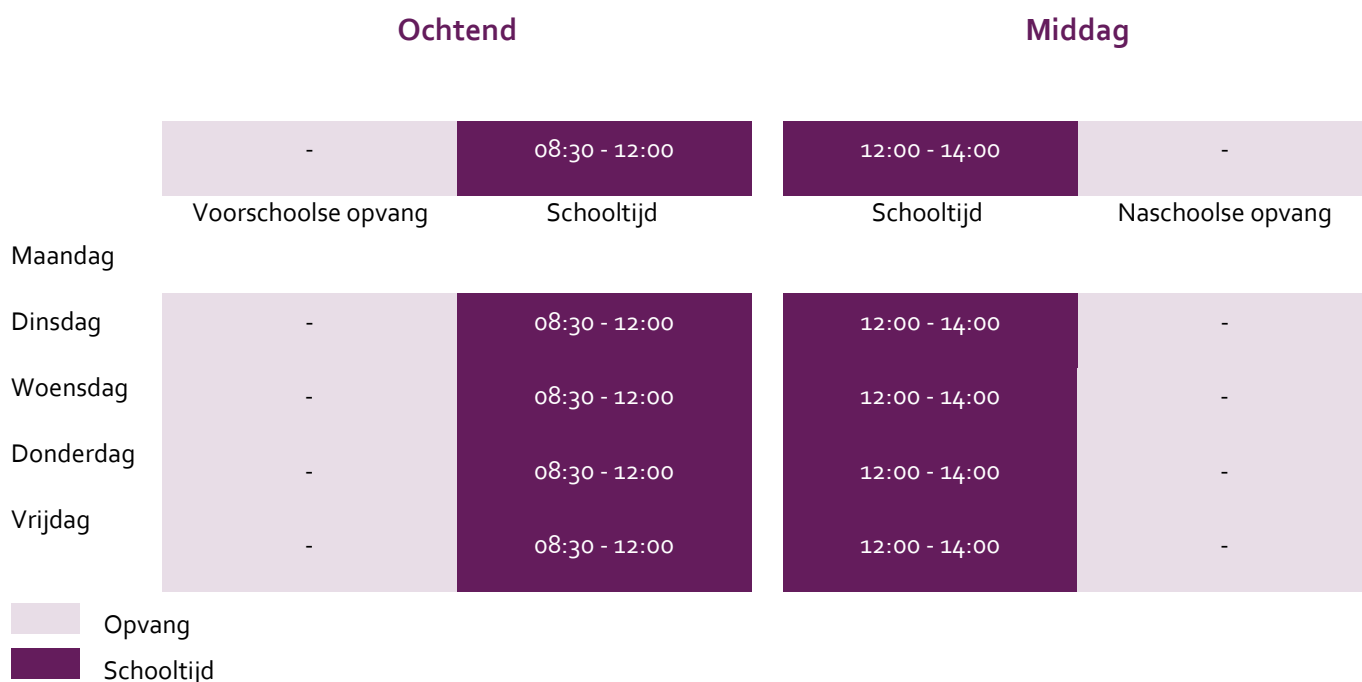 Ochtend Middag
- 08:30 - 12:00 12:00 - 14:00 -
Voorschoolse opvang Schooltijd Schooltijd Naschoolse opvang
Maandag
Dinsdag - 08:30 - 12:00 12:00 - 14:00 -
Woensdag - 08:30 - 12:00 12:00 - 14:00 -
Donderdag - 08:30 - 12:00 12:00 - 14:00 -
Vrijdag - 08:30 - 12:00 12:00 - 14:00 -
Opvang
Schooltijd